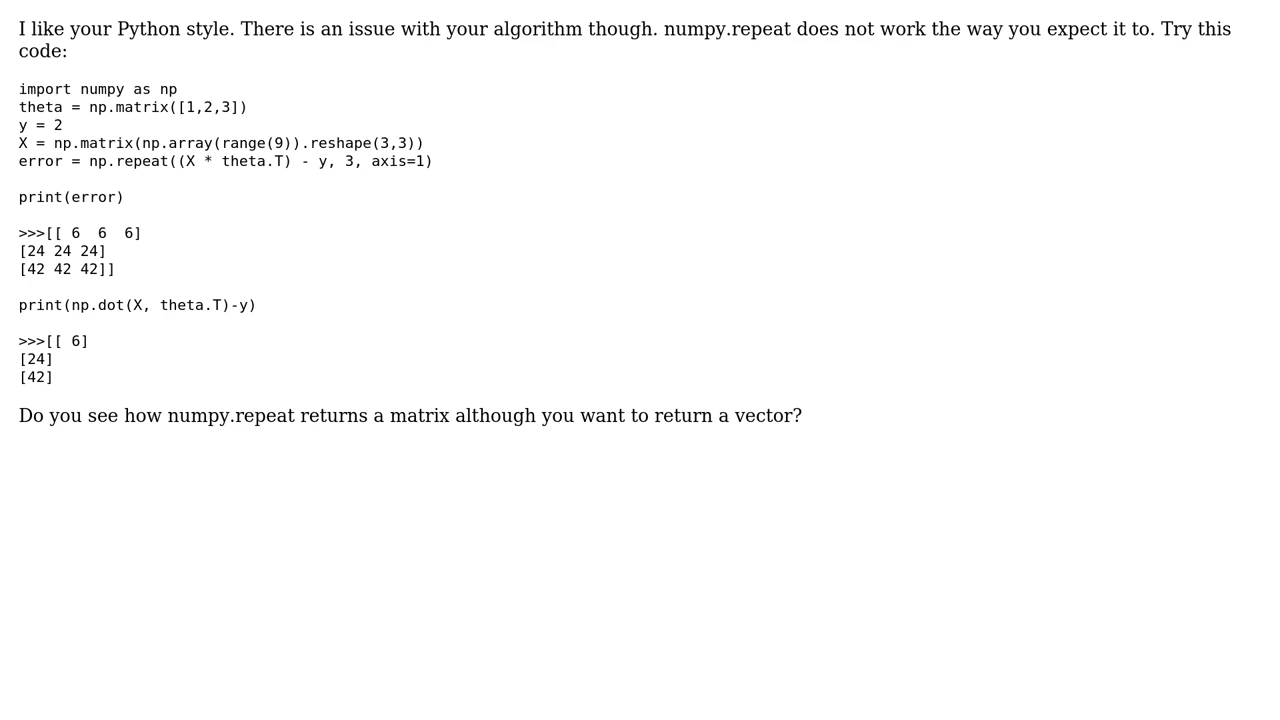 I like your Python style. There is an issue with your algorithm though. numpy.repeat does not work the way you expect it to. Try this
code:
import numpy as np
theta = np.matrix([1,2,3])
y = 2
X = np.matrix(np.array(range(9)).reshape(3,3))
error = np.repeat((X * theta.T) - y, 3, axis=1)
print(error)
>>>[[ 6  6  6]
[24 24 24]
[42 42 42]]
print(np.dot(X, theta.T)-y)
>>>[[ 6]
[24]
[42]
Do you see how numpy.repeat returns a matrix although you want to return a vector?